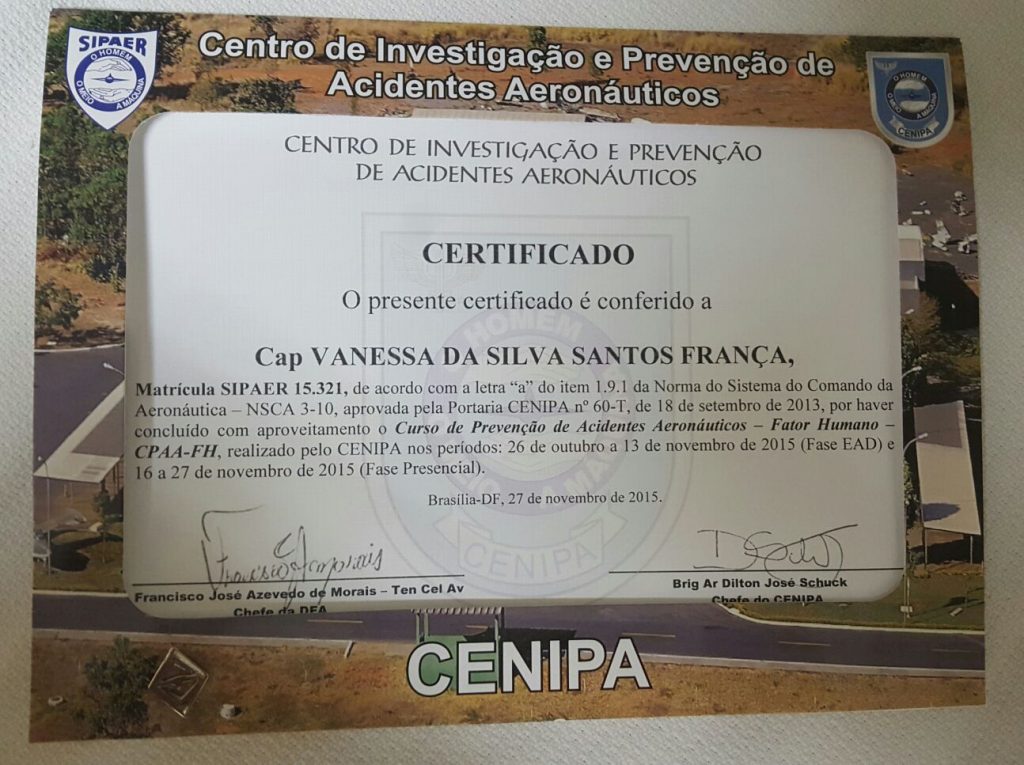 SIPAER
O HOMEM
O MEIO
A MAQUINA
Centro de Investigação e Prevenção de
Acidentes Aeronáuticos
O HOMEM
CENIPA
CENTRO DE INVESTIGAÇÃO E PREVENÇÃO
DE ACIDENTES AERONÁUTICOS
CERTIFICADO
O presente certificado é conferido a
Cap VANESSA DA SILVA SANTOS FRANÇA,
Matrícula SIPAER 15.321, de acordo com a letra “a” do item 1.9.1 da Norma do Sistema do Comando da
Aeronáutica – NSCA 3-10, aprovada pela Portaria CENIPA nº 60-T, de 18 de setembro de 2013, por haver
concluído com aproveitamento o Curso de Prevenção de Acidentes Aeronáuticos – Fator Humano –
CPAA-FH, realizado pelo CENIPA nos períodos: 26 de outubro a 13 de novembro de 2015 (Fase EAD) e
16 a 27 de novembro de 2015 (Fase Presencial).
Brasília-DF, 27 de novembro de 2015.
HOMEM
CENIPA
Francisco José Azevedo de Morais – Ten Cel Av
Chefe da DFA
Brig Ar Dilton José Schuck
Chefe do CENIPA
CENIPA